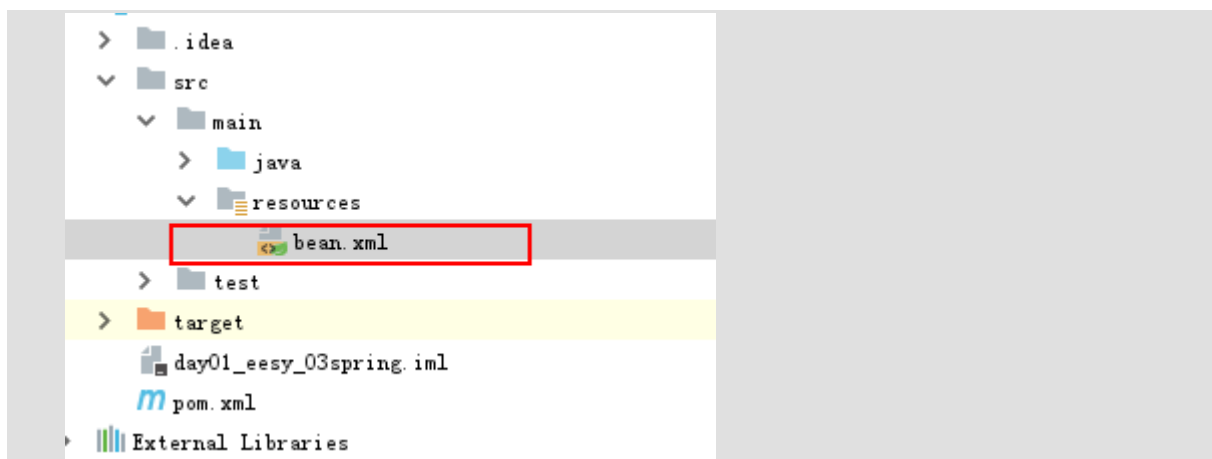 .idea
src
main
java
resources
bean.xml
test
target
day01_eesy_03spring.iml
pom.xml
External Libraries